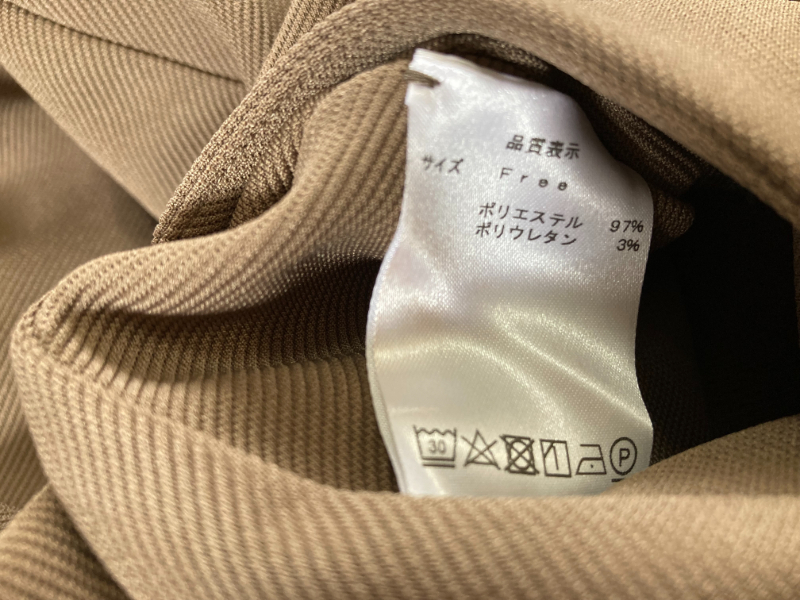 品質表示
サイズ Free
ポリエステル 97%
ポリウレタン 3%
30 P